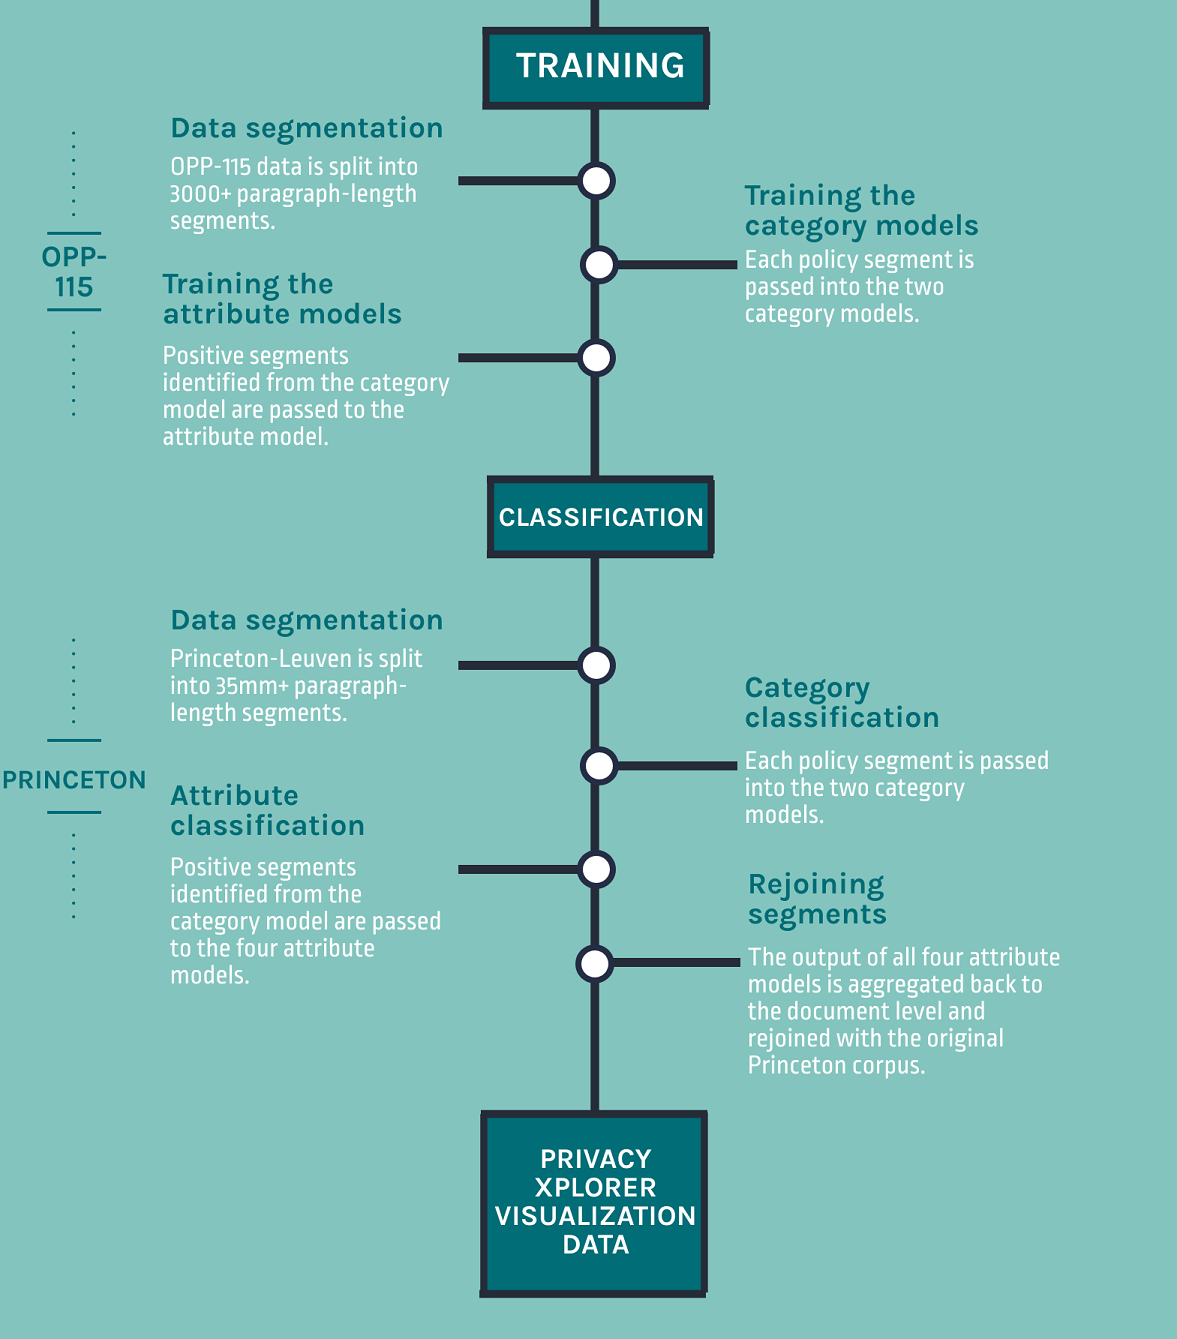 TRAINING
Data segmentation
OPP-115 data is split into
3000+ paragraph-length
segments.
Training the
category models
Each policy segment is
passed into the two
category models.
OPP-
115
Training the
attribute models
Positive segments
identified from the category
model are passed to the
attribute model.
CLASSIFICATION
Data segmentation
Princeton-Leuven is split
into 35mm+ paragraph-
length segments.
Category
classification
Each policy segment is passed
into the two category
models.
PRINCETON
Attribute
classification
Positive segments
identified from the
category model are passed
to the four attribute
models.
Rejoining
segments
The output of all four attribute
models is aggregated back to
the document level and
rejoined with the original
Princeton corpus.
PRIVACY
XPLORER
VISUALIZATION
DATA